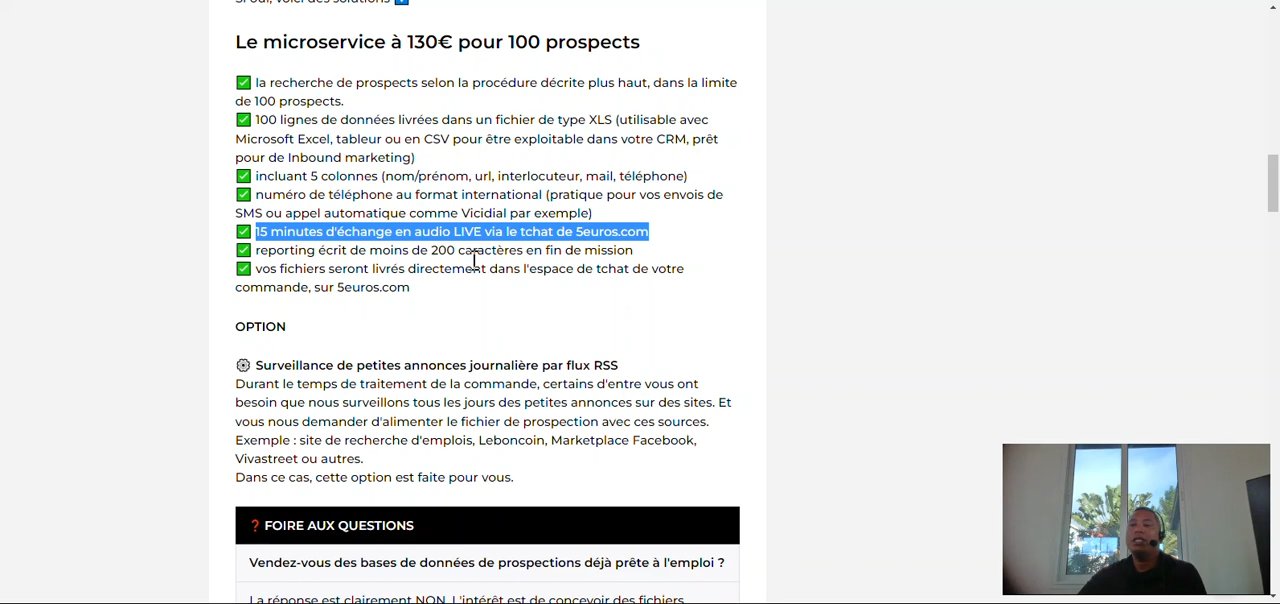 Si oui, voici des solutions
Le microservice à 130€ pour 100 prospects
✅ la recherche de prospects selon la procédure décrite plus haut, dans la limite
de 100 prospects.
✅ 100 lignes de données livrées dans un fichier de type XLS (utilisable avec
Microsoft Excel, tableur ou en CSV pour être exploitable dans votre CRM, prêt
pour de Inbound marketing)
✅ incluant 5 colonnes (nom/prénom, url, interlocuteur, mail, téléphone)
✅ numéro de téléphone au format international (pratique pour vos envois de
SMS ou appel automatique comme Vicidial par exemple)
✅ 15 minutes d'échange en audio LIVE via le tchat de 5euros.com
✅ reporting écrit de moins de 200 caractères en fin de mission
✅ vos fichiers seront livrés directement dans l'espace de tchat de votre
commande, sur 5euros.com
OPTION
Surveillance de petites annonces journalière par flux RSS
Durant le temps de traitement de la commande, certains d'entre vous ont
besoin que nous surveillons tous les jours des petites annonces sur des sites. Et
vous nous demander d'alimenter le fichier de prospection avec ces sources.
Exemple : site de recherche d'emplois, Leboncoin, Marketplace Facebook,
Vivastreet ou autres.
Dans ce cas, cette option est faite pour vous.
❓ FOIRE AUX QUESTIONS
Vendez-vous des bases de données de prospections déjà prête à l'emploi ?
La réponse est clairement NON. L'intérêt est de concevoir des fichiers